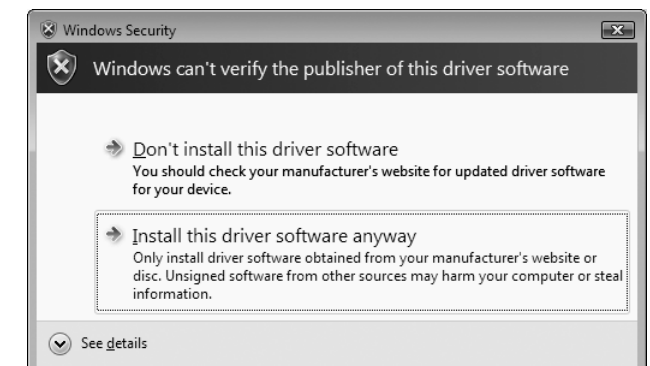 Windows Security
Windows can't verify the publisher of this driver software
Don't install this driver software
You should check your manufacturer's website for updated driver software
for your device.
Install this driver software anyway
Only install driver software obtained from your manufacturer's website or
disc. Unsigned software from other sources may harm your computer or steal
information.
See details